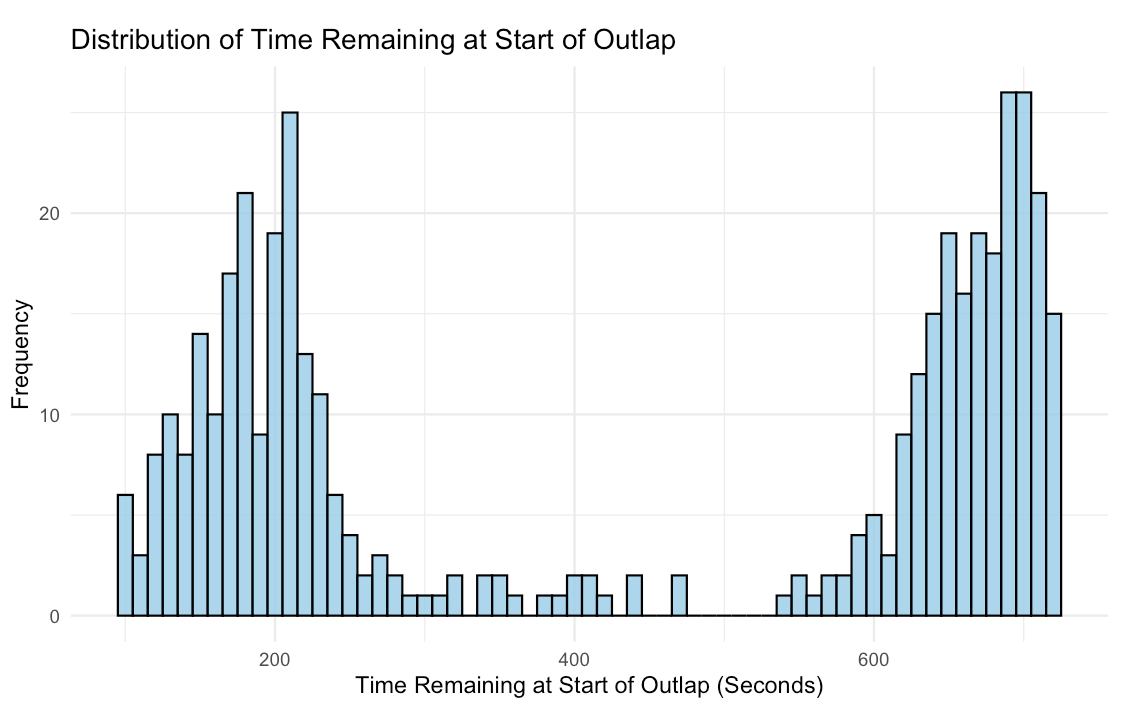 Distribution of Time Remaining at Start of Outlap
Frequency
20
10
0
200
400
600
Time Remaining at Start of Outlap (Seconds)